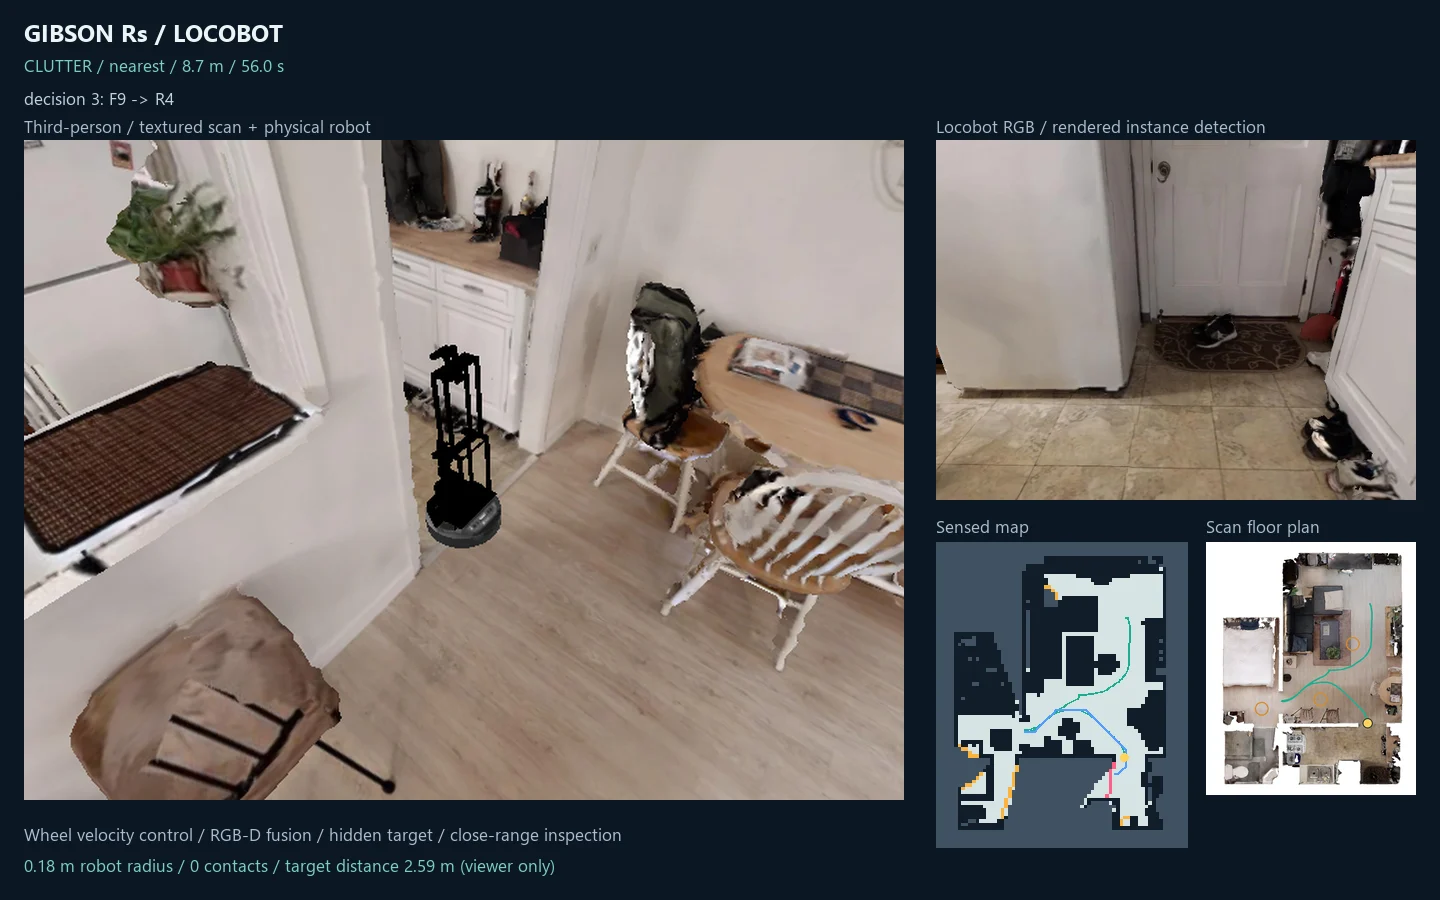 GIBSON Rs / LOCOBOT
CLUTTER / nearest / 8.7 m / 56.0 s
decision 3: F9 -> R4
Third-person / textured scan + physical robot
Locobot RGB / rendered instance detection
Sensed map
Scan floor plan
Wheel velocity control / RGB-D fusion / hidden target / close-range inspection
0.18 m robot radius / 0 contacts / target distance 2.59 m (viewer only)